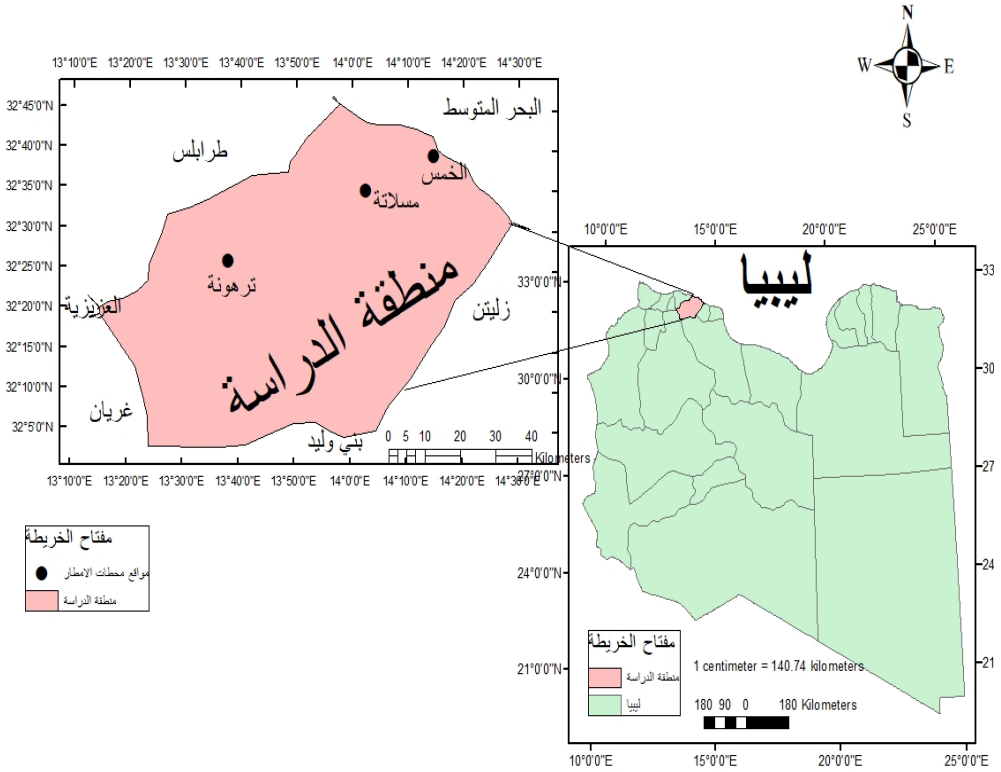 N
W E
S
13°10'0"E 13°20'0"E 13°30'0"E 13°40'0"E 13°50'0"E 14°0'0"E 14°10'0"E 14°20'0"E 14°30'0"E
32°45'0"N
32°40'0"N
32°35'0"N
32°30'0"N
32°25'0"N
32°20'0"N
32°15'0"N
32°10'0"N
32°5'0"N
البحر المتوسط
طرابلس
الخمس
مسلاتة
ترهونة
العزيزية
منطقة الدراسة
زليتن
غريان
بني وليد
0 5 10 20 30 40
Kilometers
13°10'0"E 13°20'0"E 13°30'0"E 13°40'0"E 13°50'0"E 14°0'0"E 14°10'0"E 14°20'0"E 14°30'0"E
مفتاح الخريطة
مواقع محطات الامطار
منطقة الدراسة
10°0'0"E 15°0'0"E 20°0'0"E 25°0'0"E
ليبيا
33°0'0"N
30°0'0"N
27°0'0"N
24°0'0"N
21°0'0"N
33
30
27
24
21
مفتاح الخريطة
منطقة الدراسة
ليبيا
1 centimeter = 140.74 kilometers
180 90 0 180 Kilometers
10°0'0"E 15°0'0"E 20°0'0"E 25°0'0"E